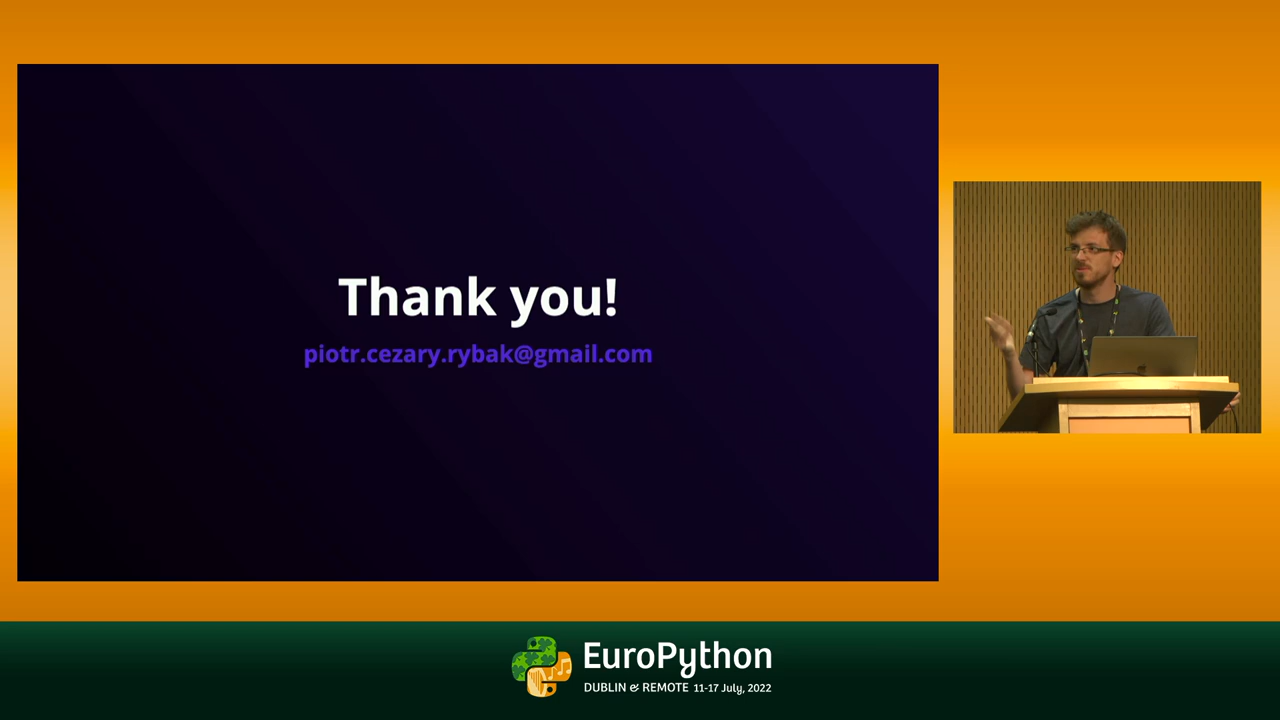 Thank you!
piotr.cezary.rybak@gmail.com
EuroPython
DUBLIN & REMOTE 11-17 July, 2022